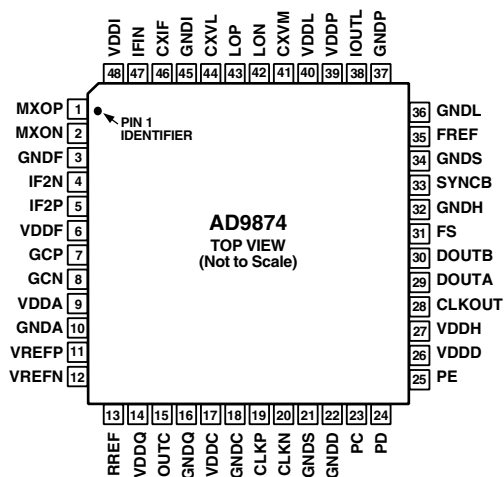 VDDI IFIN CXIF GNDI CXVL LOP LON CXVM VDDL VDDP IOUTL GNDP
48 47 46 45 44 43 42 41 40 39 38 37
MXOP 1
MXON 2
GNDF 3
IF2N 4
IF2P 5
VDDF 6
GCP 7
GCN 8
VDDA 9
GNDA 10
VREFP 11
VREFN 12
PIN 1
IDENTIFIER
AD9874
TOP VIEW
(Not to Scale)
36 GNDL
35 FREF
34 GNDS
33 SYNCB
32 GNDH
31 FS
30 DOUTB
29 DOUTA
28 CLKOUT
27 VDDH
26 VDDD
25 PE
13 14 15 16 17 18 19 20 21 22 23 24
RREF VDDQ OUTC GNDQ VDDC GNDC CLKP CLKN GNDS GNDD PC PD